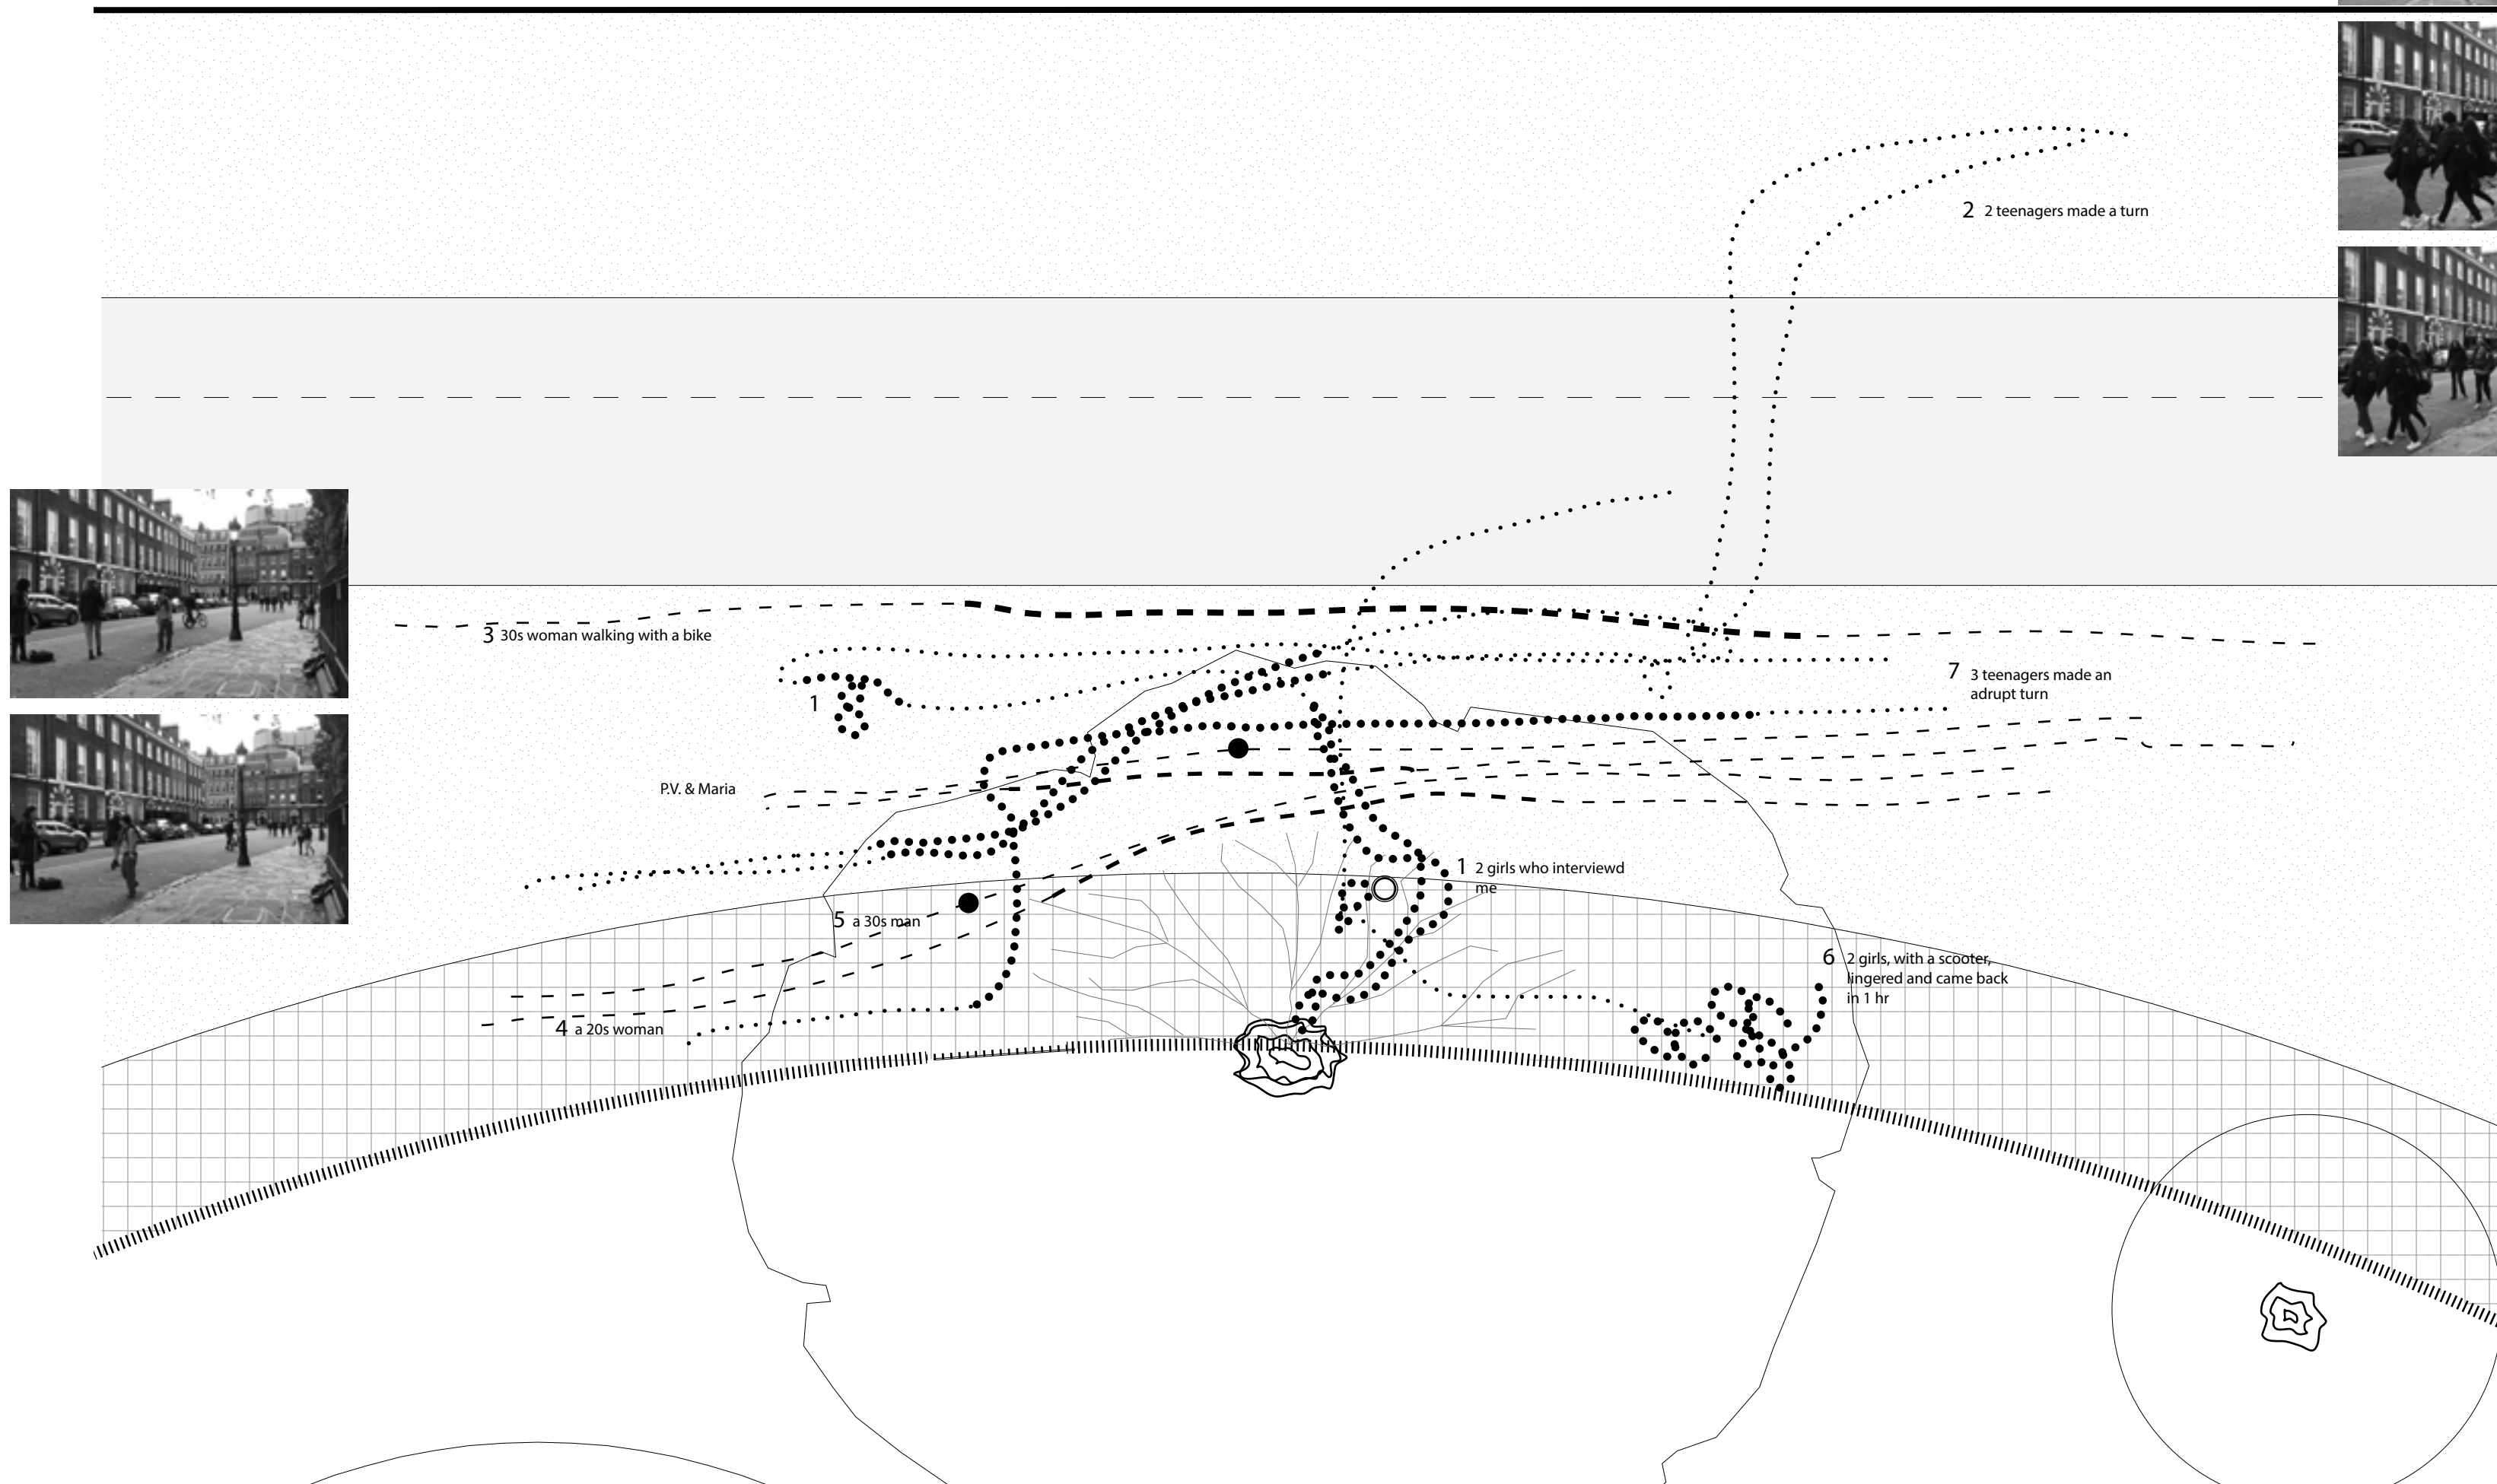 2 2 teenagers made a turn
3 30s woman walking with a bike
7 3 teenagers made an
adrupt turn
1
P.V. & Maria
1 2 girls who interviewd
me
5 a 30s man
6 2 girls, with a scooter,
lingered and came back
in 1 hr
4 a 20s woman